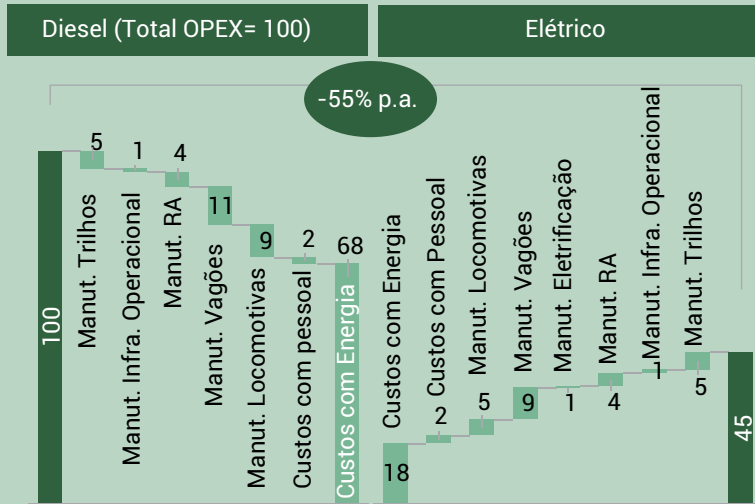 Diesel (Total OPEX= 100)
Elétrico
-55% p.a.
100
5
Manut. Trilhos
1
Manut. Infra. Operacional
4
Manut. RA
11
Manut. Vagões
9
Manut. Locomotivas
2
Custos com pessoal
68
Custos com Energia
Custos com Energia
18
Custos com Pessoal
2
Manut. Locomotivas
5
Manut. Vagões
9
Manut. Eletrificação
1
Manut. RA
4
Manut. Infra. Operacional
1
Manut. Trilhos
5
45